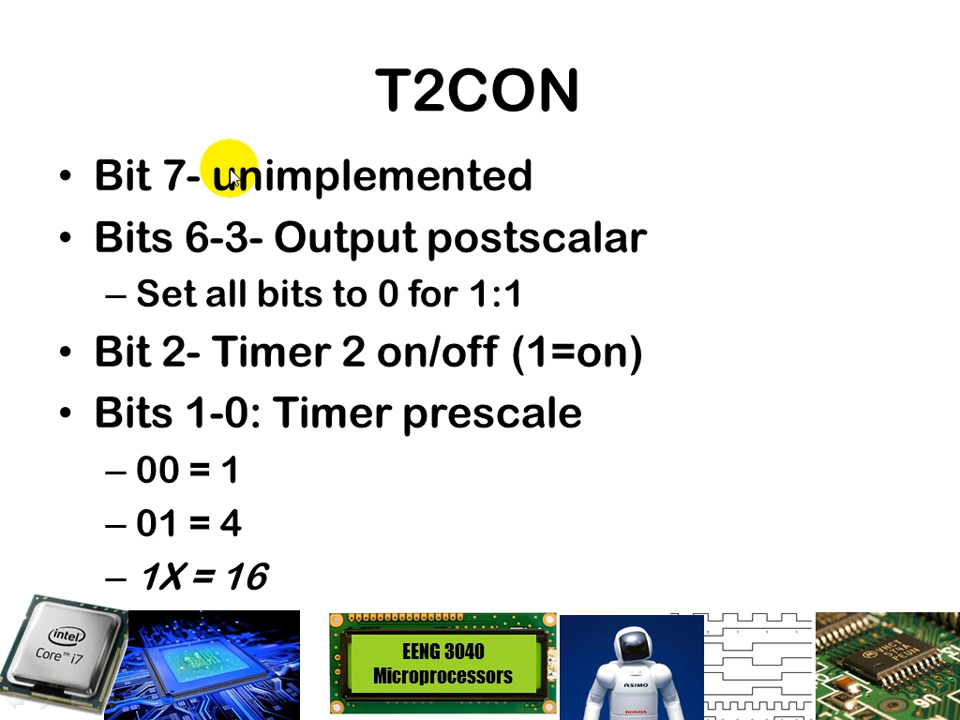 T2CON
• Bit 7- unimplemented
• Bits 6-3- Output postscalar
– Set all bits to 0 for 1:1
• Bit 2- Timer 2 on/off (1=on)
• Bits 1-0: Timer prescale
– 00 = 1
– 01 = 4
– 1X = 16
intel
Core™ i7
EENG 3040
Microprocessors
ASIMO
HONDA